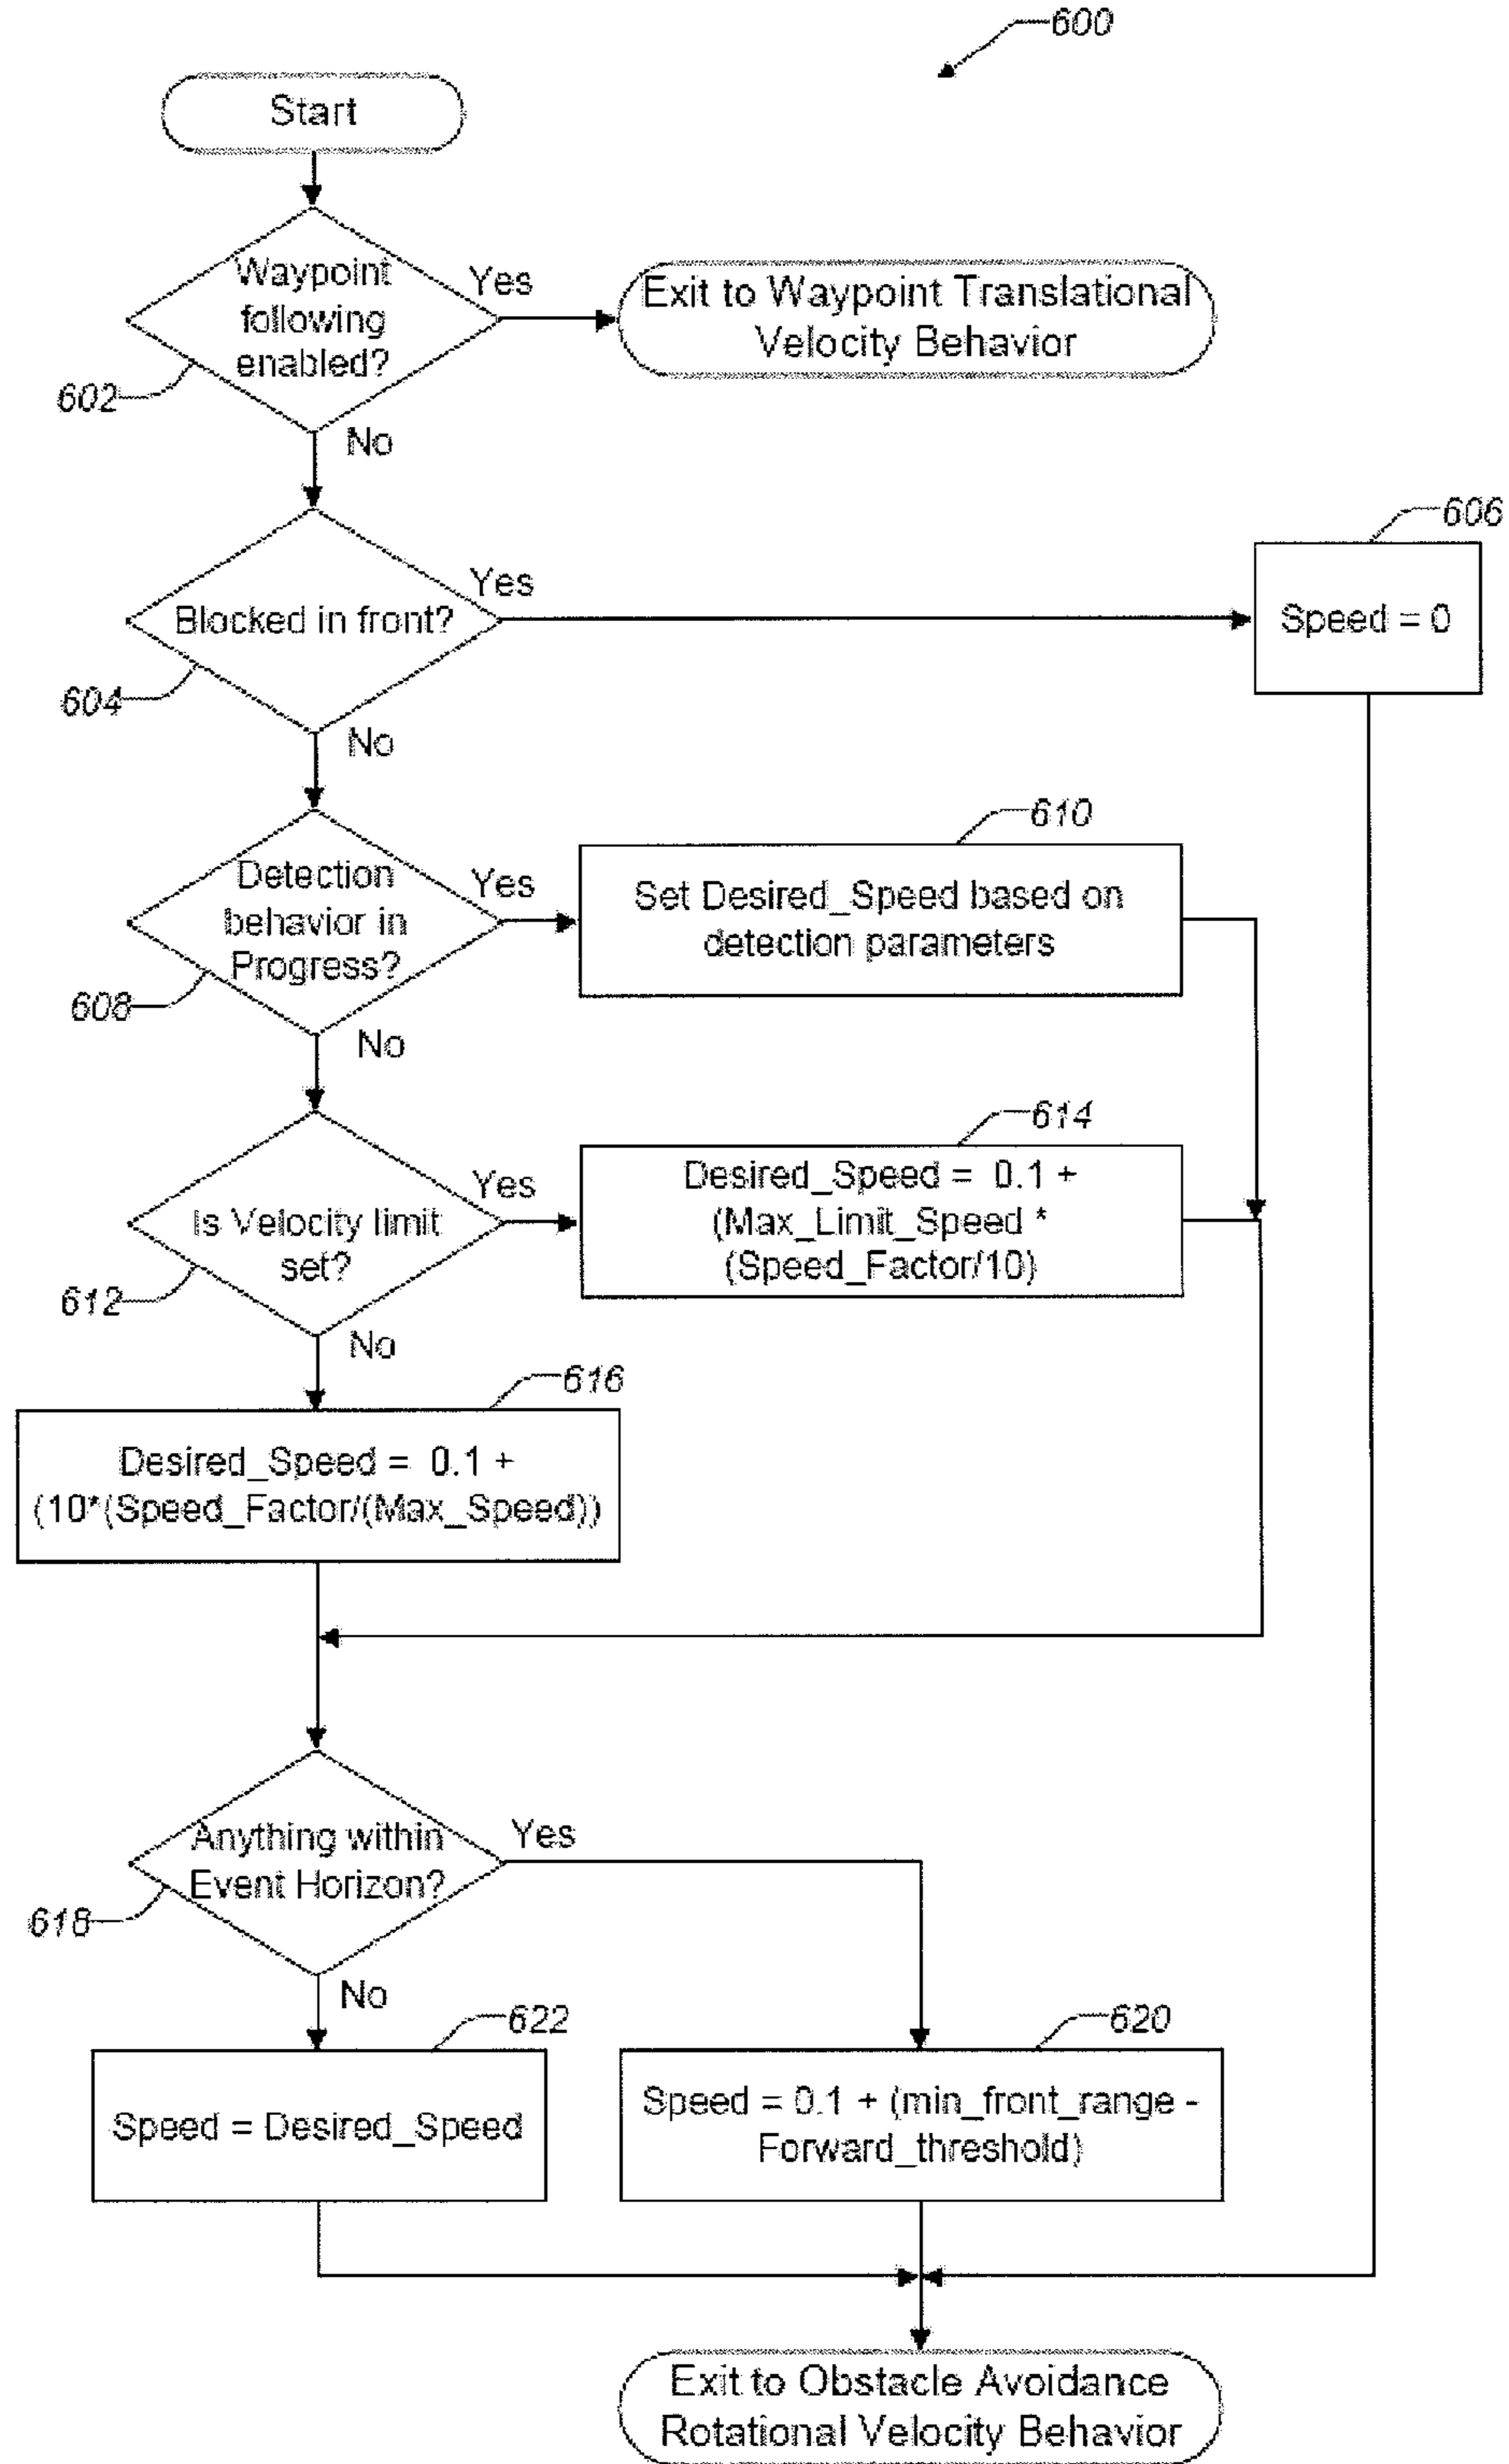 600
Start
Waypoint
following
enabled?
Yes
602
No
Exit to Waypoint Translational
Velocity Behavior
Blocked in front?
Yes
604
No
606
Speed = 0
Detection
behavior in
Progress?
Yes
608
No
610
Set Desired_Speed based on
detection parameters
Is Velocity limit
set?
Yes
612
No
614
Desired_Speed = 0.1 +
(Max_Limit_Speed *
(Speed_Factor/10)
616
Desired_Speed = 0.1 +
(10*(Speed_Factor/(Max_Speed))
Anything within
Event Horizon?
Yes
618
No
622
Speed = Desired_Speed
620
Speed = 0.1 + (min_front_range -
Forward_threshold)
Exit to Obstacle Avoidance
Rotational Velocity Behavior